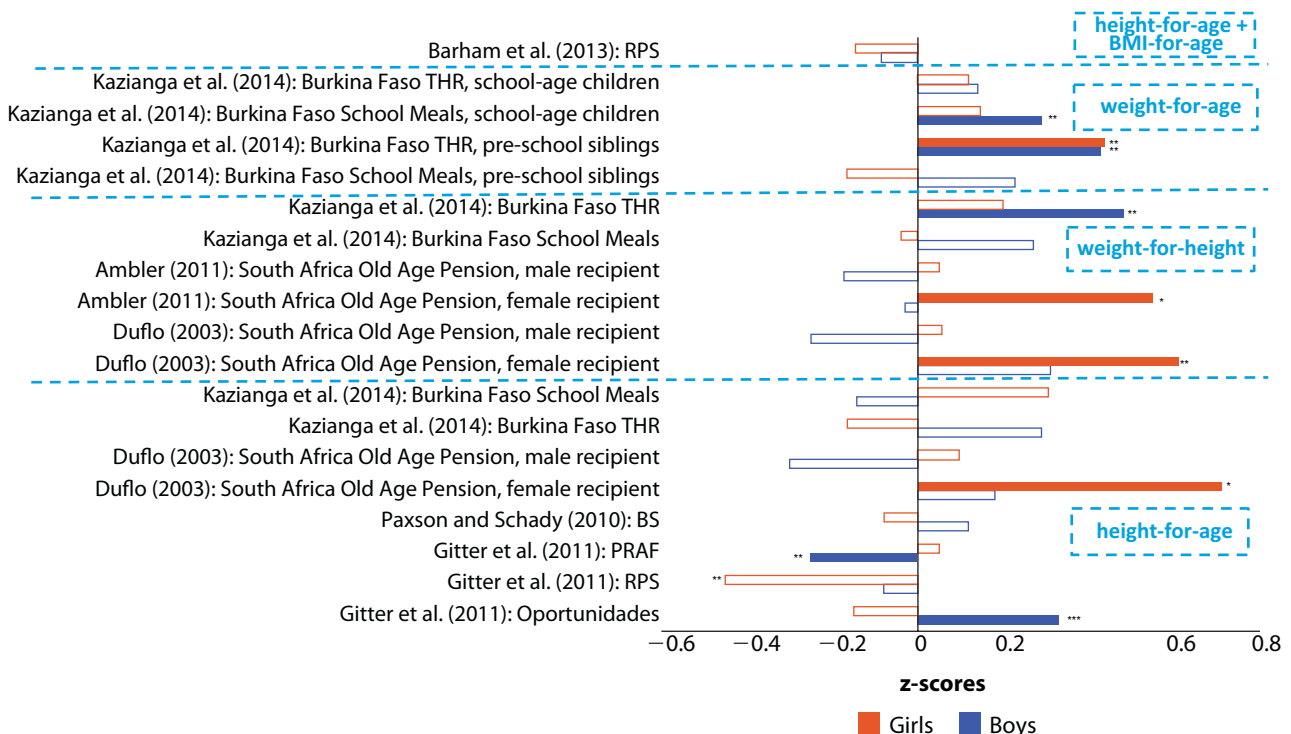 height-for-age +
BMI-for-age
Barham et al. (2013): RPS
Kazianga et al. (2014): Burkina Faso THR, school-age children
weight-for-age
Kazianga et al. (2014): Burkina Faso School Meals, school-age children
**
Kazianga et al. (2014): Burkina Faso THR, pre-school siblings
**
**
Kazianga et al. (2014): Burkina Faso School Meals, pre-school siblings
Kazianga et al. (2014): Burkina Faso THR
**
Kazianga et al. (2014): Burkina Faso School Meals
weight-for-height
Ambler (2011): South Africa Old Age Pension, male recipient
Ambler (2011): South Africa Old Age Pension, female recipient
*
Duflo (2003): South Africa Old Age Pension, male recipient
Duflo (2003): South Africa Old Age Pension, female recipient
**
Kazianga et al. (2014): Burkina Faso School Meals
Kazianga et al. (2014): Burkina Faso THR
Duflo (2003): South Africa Old Age Pension, male recipient
Duflo (2003): South Africa Old Age Pension, female recipient
*
Paxson and Schady (2010): BS
height-for-age
Gitter et al. (2011): PRAF
**
Gitter et al. (2011): RPS
**
Gitter et al. (2011): Oportunidades
***
−0.6 −0.4 −0.2 0 0.2 0.6 0.8
z-scores
Girls Boys